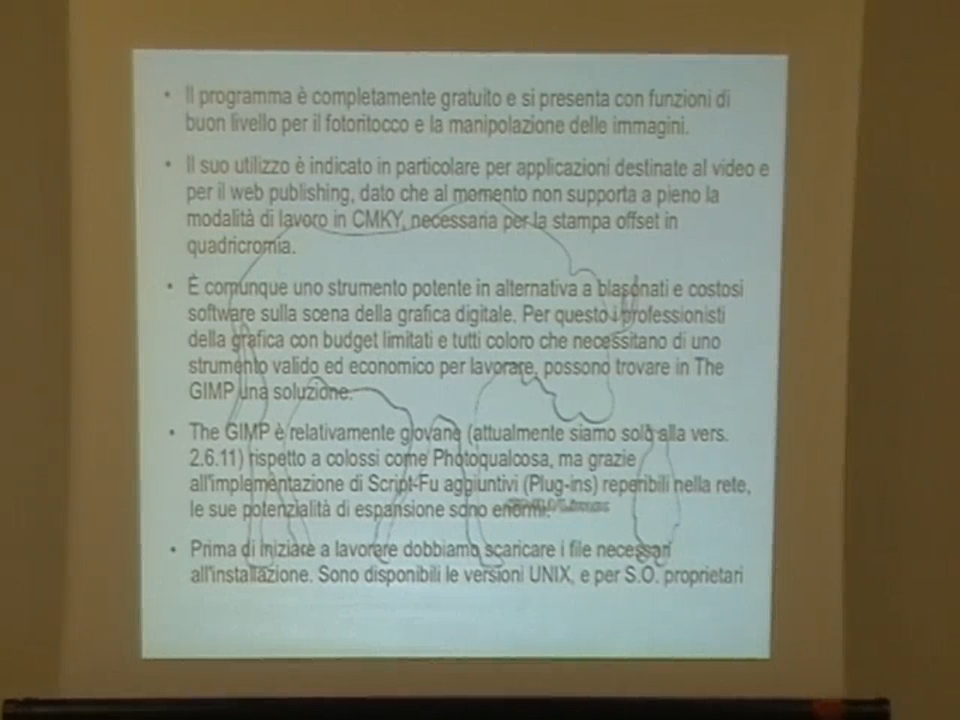 • Il programma è completamente gratuito e si presenta con funzioni di
buon livello per il fotoritocco e la manipolazione delle immagini.
• Il suo utilizzo è indicato in particolare per applicazioni destinate al video e
per il web publishing, dato che al momento non supporta a pieno la
modalità di lavoro in CMKY, necessaria per la stampa offset in
quadricromia.
• È comunque uno strumento potente in alternativa a blasonati e costosi
software sulla scena della grafica digitale. Per questo i professionisti
della grafica con budget limitati e tutti coloro che necessitano di uno
strumento valido ed economico per lavorare, possono trovare in The
GIMP una soluzione.
• The GIMP è relativamente giovane (attualmente siamo solo alla vers.
2.6.11) rispetto a colossi come Photoqualcosa, ma grazie
all'implementazione di Script-Fu aggiuntivi (Plug-ins) reperibili nella rete,
le sue potenzialità di espansione sono enormi.
• Prima di iniziare a lavorare dobbiamo scaricare i file necessari
all'installazione. Sono disponibili le versioni UNIX, e per S.O. proprietari